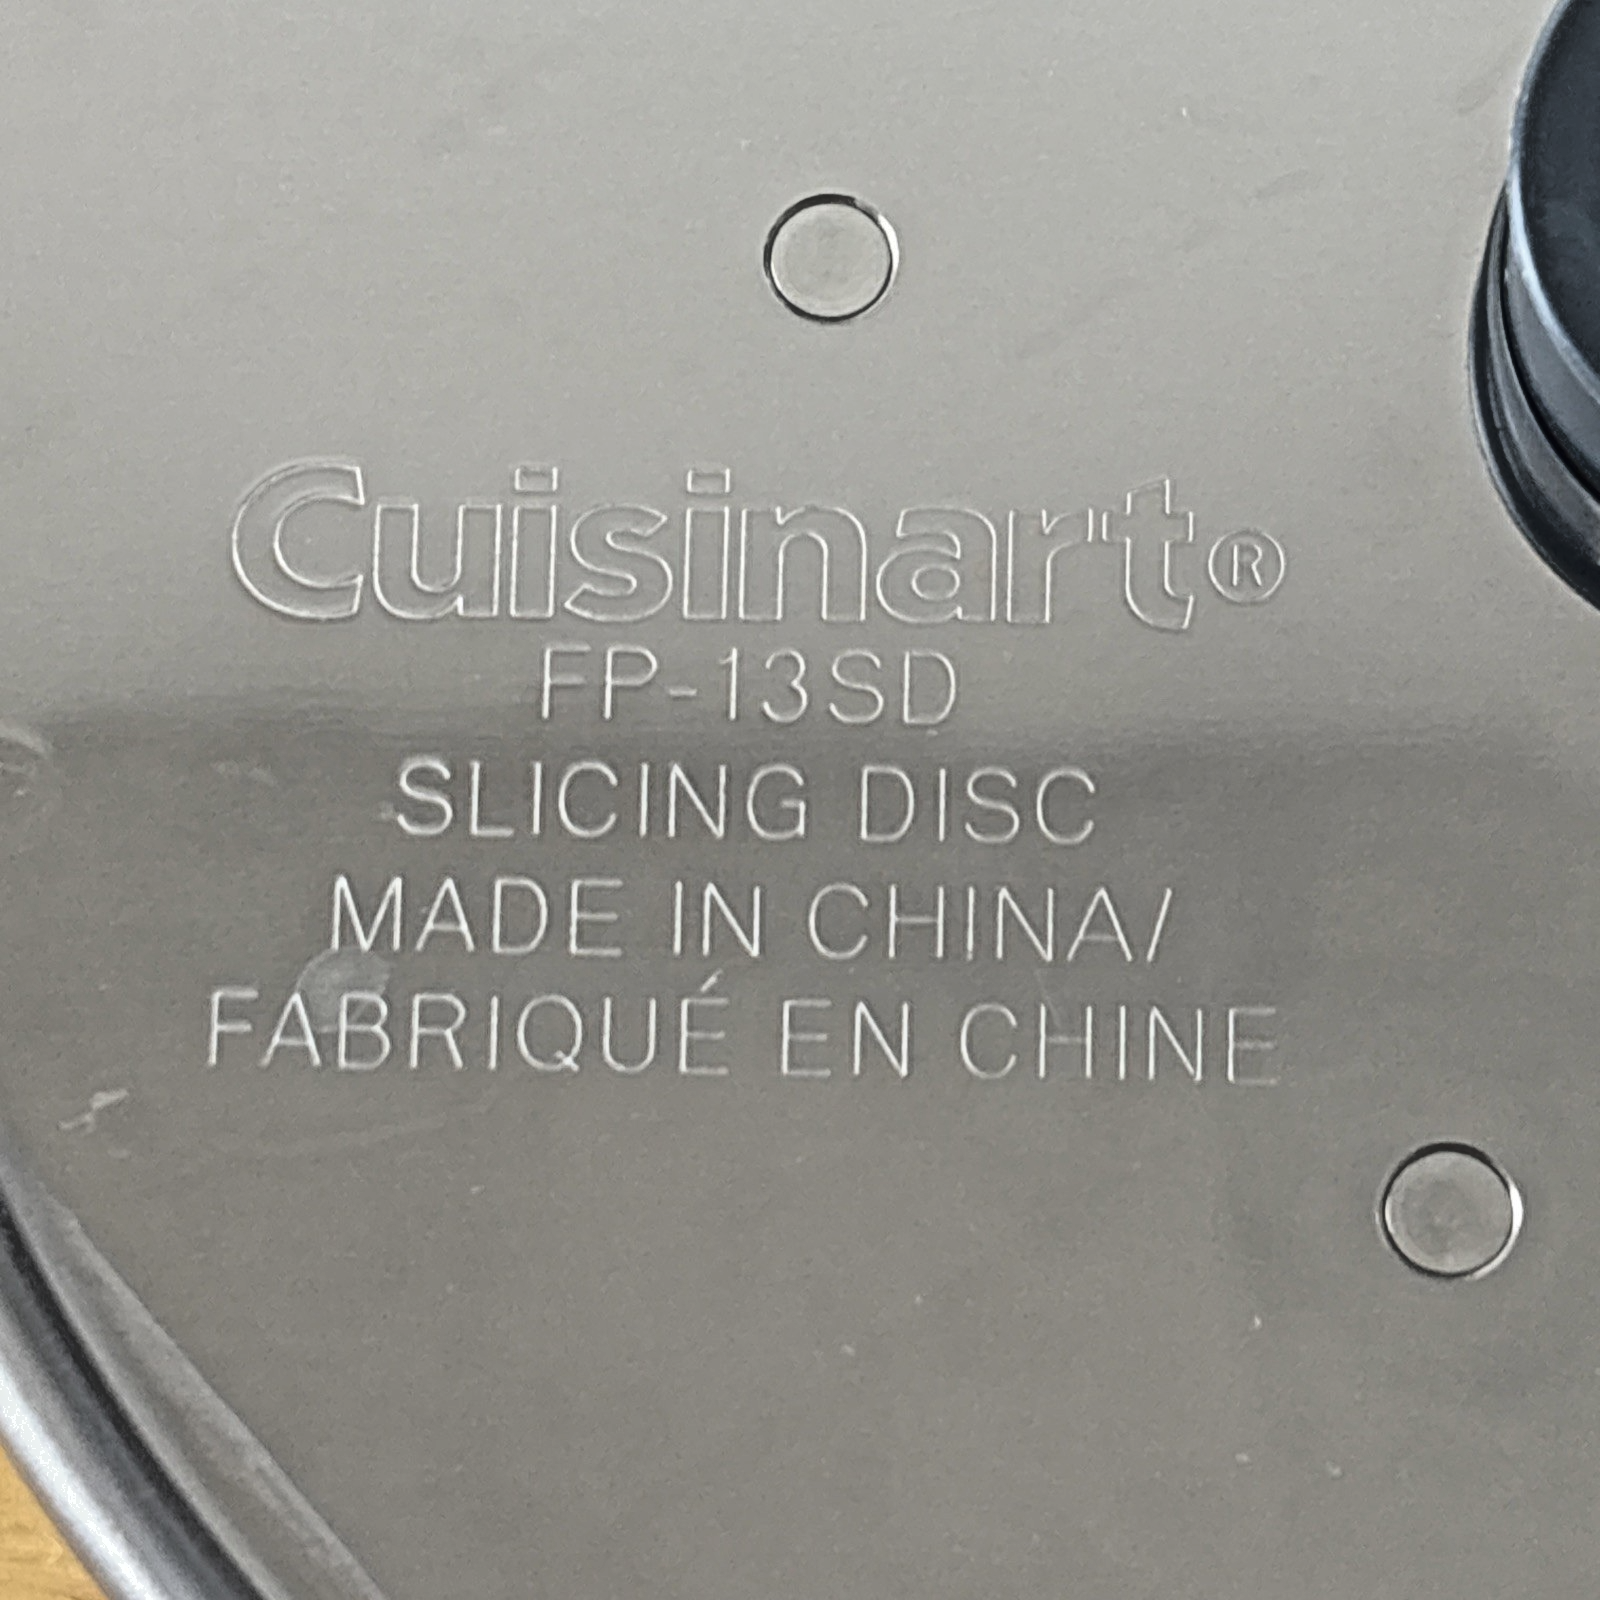 Cuisinart®
FP-13SD
SLICING DISC
MADE IN CHINA/
FABRIQUÉ EN CHINE